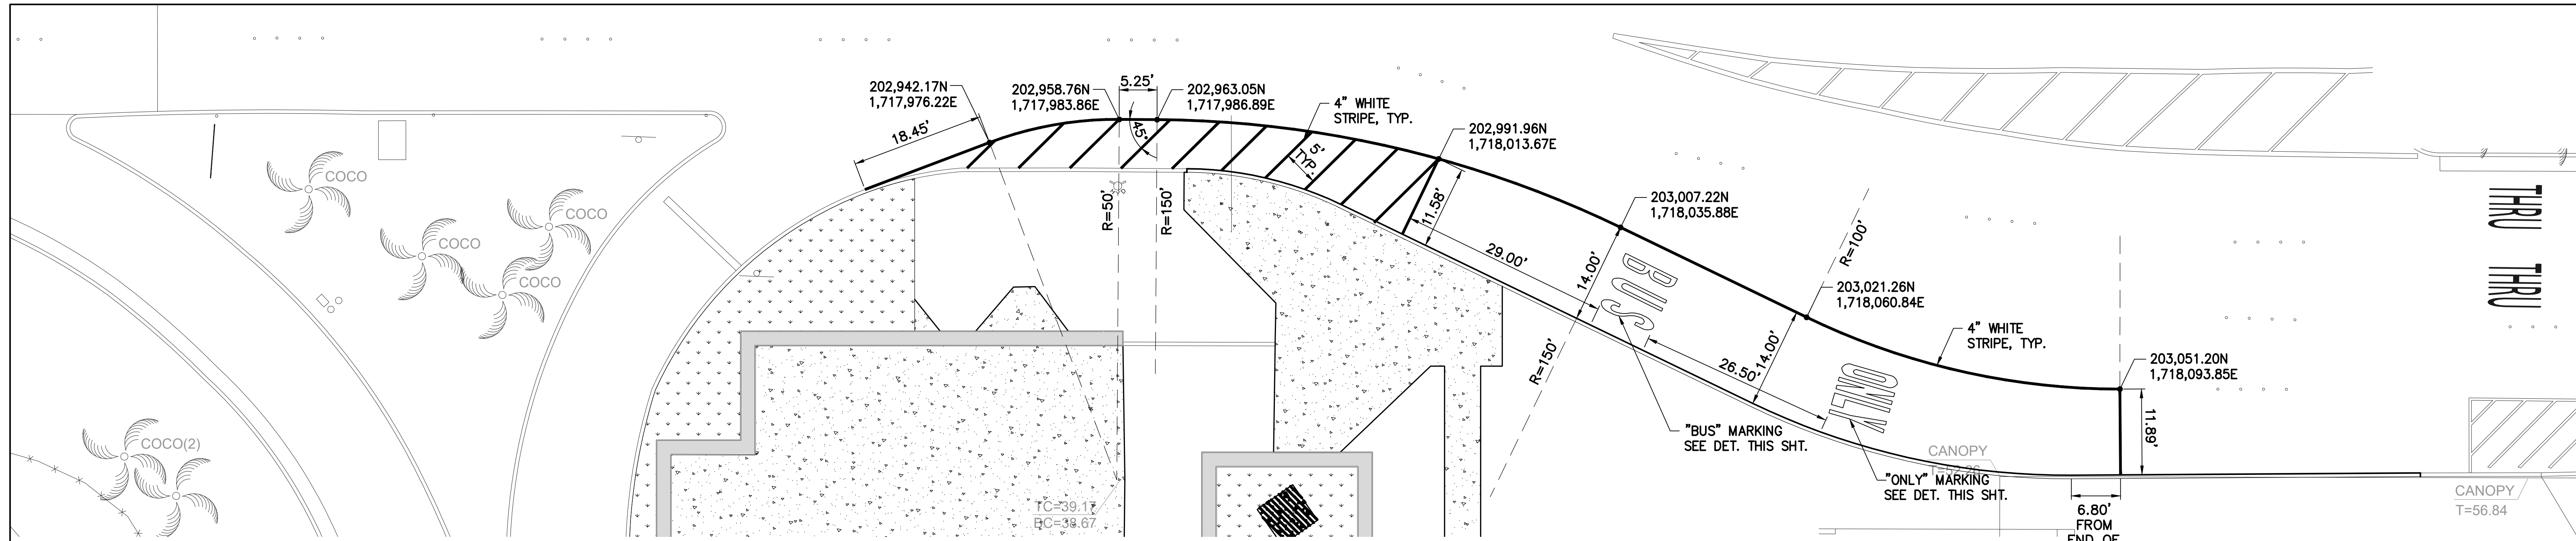 202,942.17N
1,717,976.22E
18.45'
202,958.76N
1,717,983.86E
5.25'
202,963.05N
1,717,986.89E
45°
4" WHITE
STRIPE, TYP.
5'
TYP.
202,991.96N
1,718,013.67E
11.58'
R=50'
R=150'
29.00'
203,007.22N
1,718,035.88E
14.00'
BUS
R=100'
203,021.26N
1,718,060.84E
4" WHITE
STRIPE, TYP.
26.50'
14.00'
R=150'
ONLY
203,051.20N
1,718,093.85E
11.89'
"BUS" MARKING
SEE DET. THIS SHT.
"ONLY" MARKING
SEE DET. THIS SHT.
6.80'
FROM
END OF
CANOPY
CANOPY
T=56.84
THRU
THRU
COCO
COCO
COCO
COCO
COCO(2)
TC=39.17
BC=38.67